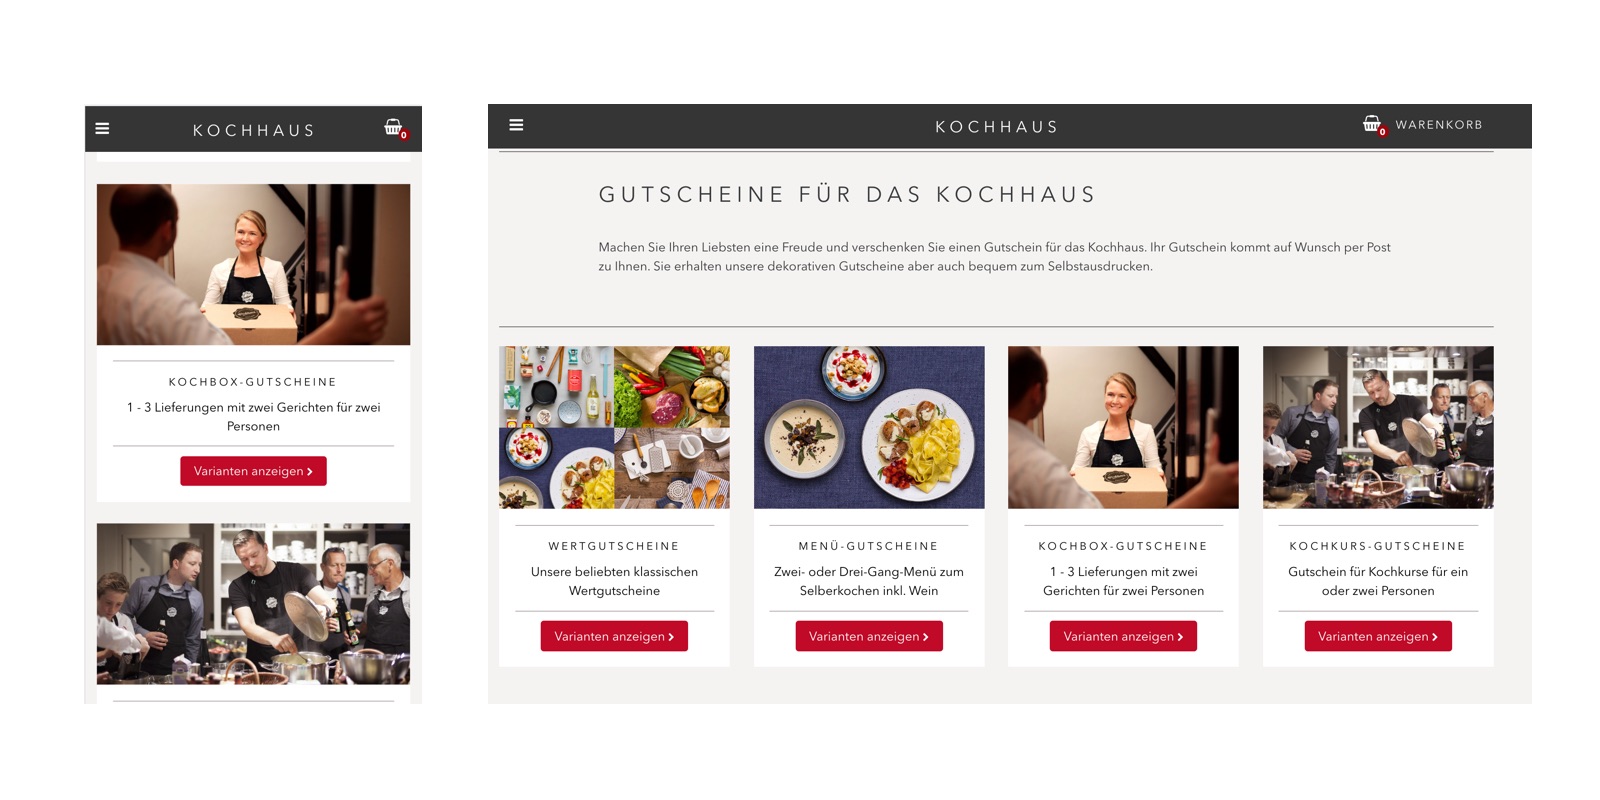 KOCHHAUS
0
KOCHBOX-GUTSCHEINE
1 - 3 Lieferungen mit zwei Gerichten für zwei
Personen
Varianten anzeigen
KOCHHAUS
0 WARENKORB
GUTSCHEINE FÜR DAS KOCHHAUS
Machen Sie Ihren Liebsten eine Freude und verschenken Sie einen Gutschein für das Kochhaus. Ihr Gutschein kommt auf Wunsch per Post
zu Ihnen. Sie erhalten unsere dekorativen Gutscheine aber auch bequem zum Selbstausdrucken.
WERTGUTSCHEINE
Unsere beliebten klassischen
Wertgutscheine
Varianten anzeigen
MENÜ-GUTSCHEINE
Zwei- oder Drei-Gang-Menü zum
Selberkochen inkl. Wein
Varianten anzeigen
KOCHBOX-GUTSCHEINE
1 - 3 Lieferungen mit zwei
Gerichten für zwei Personen
Varianten anzeigen
KOCHKURS-GUTSCHEINE
Gutschein für Kochkurse für ein
oder zwei Personen
Varianten anzeigen